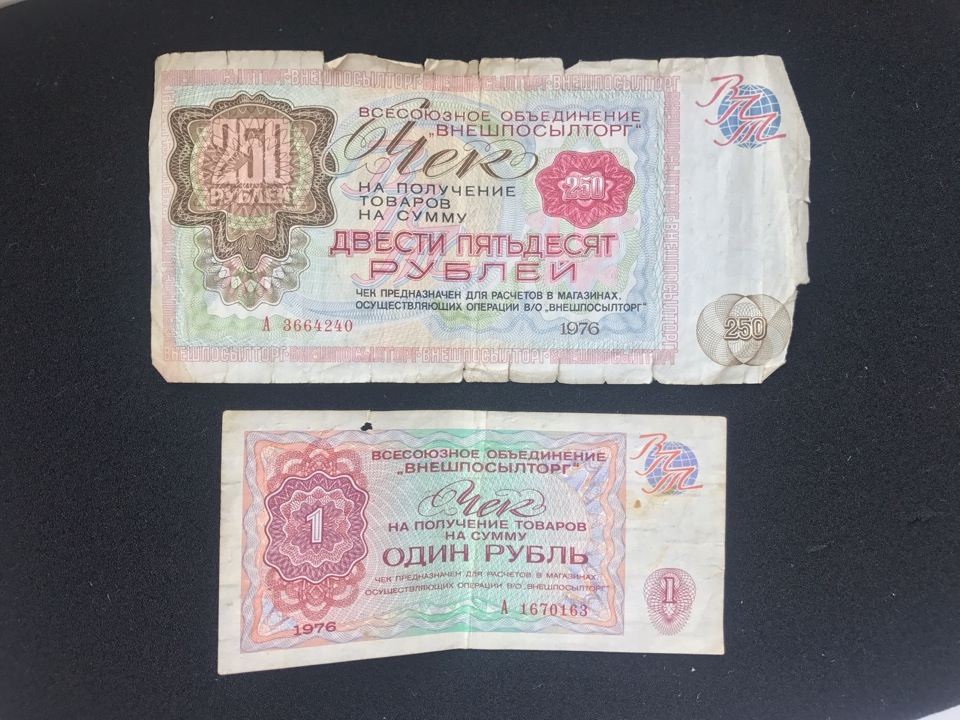 ВНЕШПОСЫЛТОРГ-ВНЕШПОСЫЛТОРГ-ВНЕШПОСЫЛТОРГ
250
РУБЛЕЙ
ВСЕСОЮЗНОЕ ОБЪЕДИНЕНИЕ
„ВНЕШПОСЫЛТОРГ"
Чек
НА ПОЛУЧЕНИЕ
ТОВАРОВ
НА СУММУ
250
ДВЕСТИ ПЯТЬДЕСЯТ
РУБЛЕЙ
ЧЕК ПРЕДНАЗНАЧЕН ДЛЯ РАСЧЕТОВ В МАГАЗИНАХ,
ОСУЩЕСТВЛЯЮЩИХ ОПЕРАЦИИ В/О „ВНЕШПОСЫЛТОРГ"
А 3664240
1976
ВПТ
250
ВНЕШПОСЫЛТОРГ-ВНЕШПОСЫЛТОРГ-ВНЕШПОСЫЛТОРГ
ВСЕСОЮЗНОЕ ОБЪЕДИНЕНИЕ
„ВНЕШПОСЫЛТОРГ"
Чек
НА ПОЛУЧЕНИЕ ТОВАРОВ
НА СУММУ
ОДИН РУБЛЬ
ЧЕК ПРЕДНАЗНАЧЕН ДЛЯ РАСЧЕТОВ В МАГАЗИНАХ,
ОСУЩЕСТВЛЯЮЩИХ ОПЕРАЦИИ В/О „ВНЕШПОСЫЛТОРГ"
А 1670163
1
1976
ВПТ
1